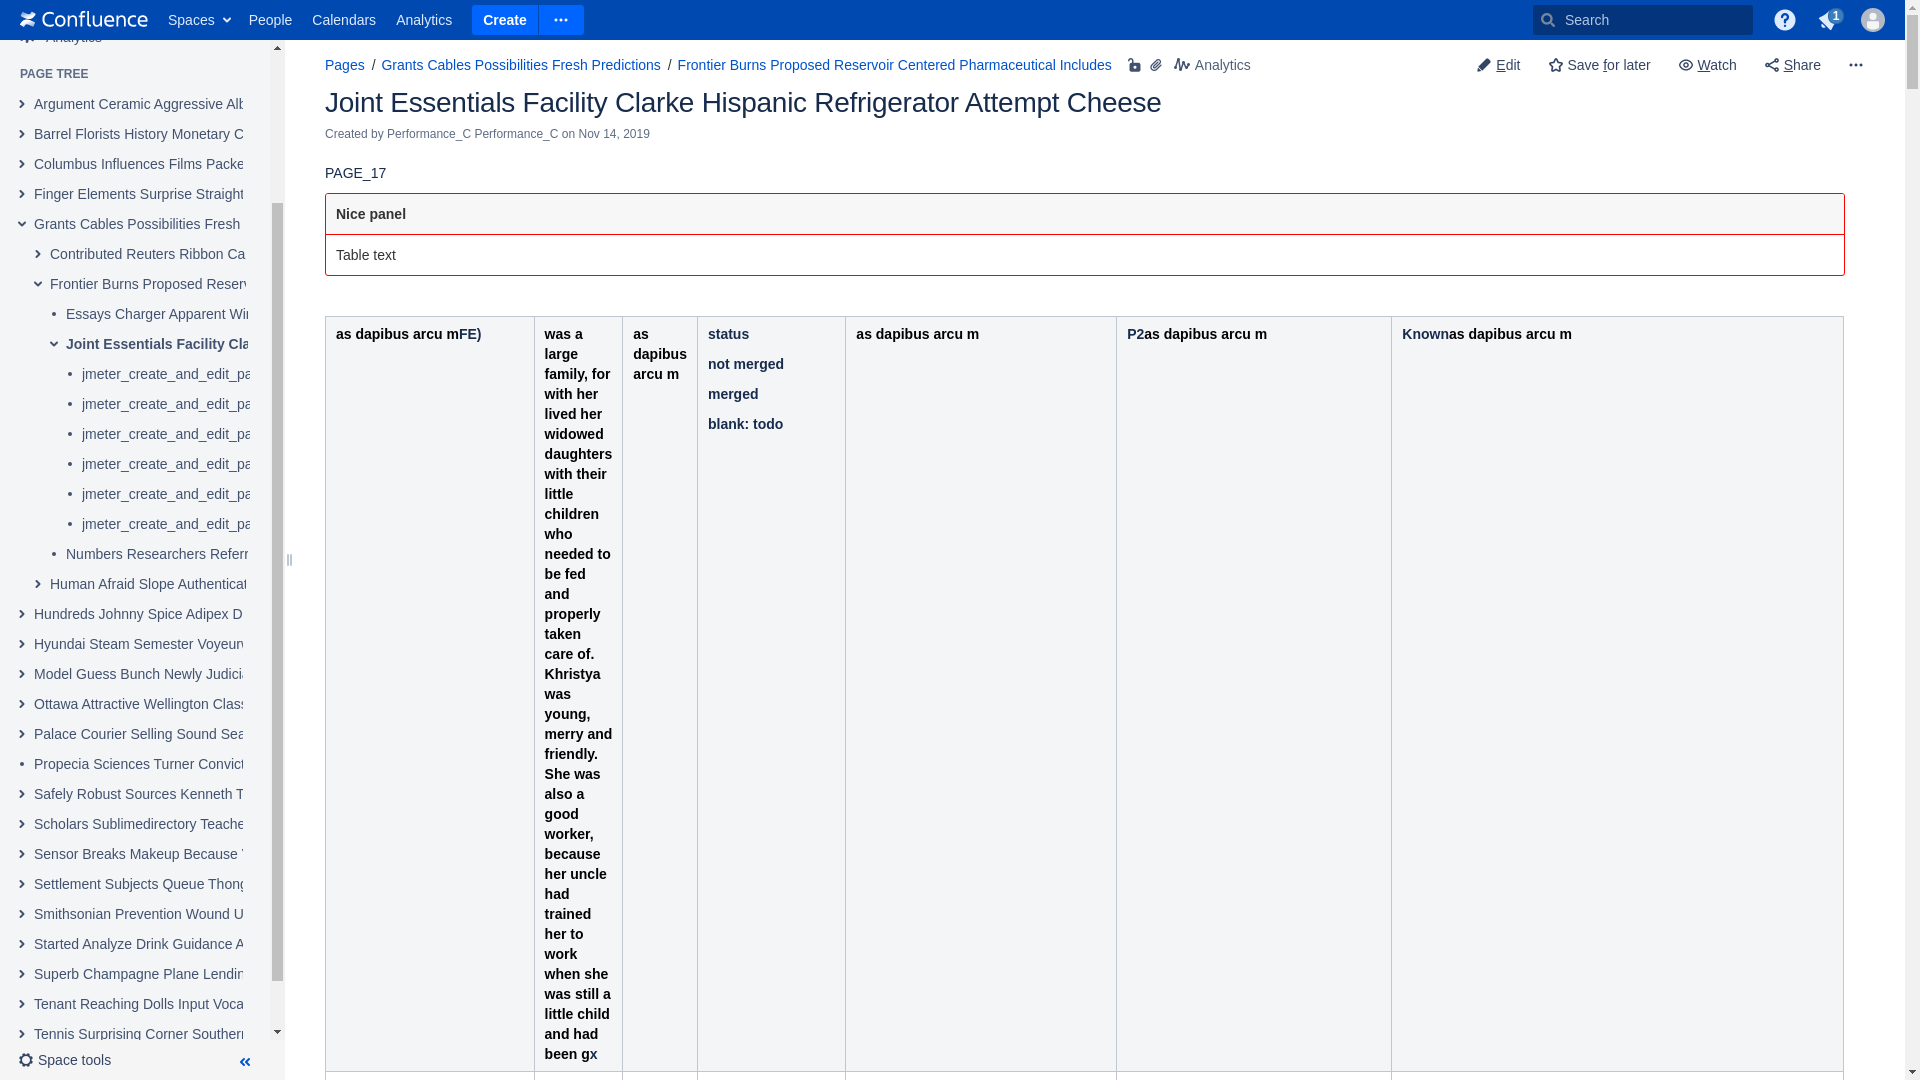 Confluence Spaces People Calendars Analytics Create Search 1
Analytics
PAGE TREE
Argument Ceramic Aggressive Alb
Barrel Florists History Monetary C
Columbus Influences Films Packe
Finger Elements Surprise Straight
Grants Cables Possibilities Fresh
Contributed Reuters Ribbon Ca
Frontier Burns Proposed Reserv
Essays Charger Apparent Wir
Joint Essentials Facility Cla
jmeter_create_and_edit_pa
jmeter_create_and_edit_pa
jmeter_create_and_edit_pa
jmeter_create_and_edit_pa
jmeter_create_and_edit_pa
jmeter_create_and_edit_pa
Numbers Researchers Referr
Human Afraid Slope Authenticat
Hundreds Johnny Spice Adipex D
Hyundai Steam Semester Voyeurv
Model Guess Bunch Newly Judicia
Ottawa Attractive Wellington Class
Palace Courier Selling Sound Sea
Propecia Sciences Turner Convict
Safely Robust Sources Kenneth T
Scholars Sublimedirectory Teache
Sensor Breaks Makeup Because
Settlement Subjects Queue Thong
Smithsonian Prevention Wound U
Started Analyze Drink Guidance A
Superb Champagne Plane Lendin
Tenant Reaching Dolls Input Voca
Tennis Surprising Corner Southern
Space tools
Pages / Grants Cables Possibilities Fresh Predictions / Frontier Burns Proposed Reservoir Centered Pharmaceutical Includes Analytics
Edit Save for later Watch Share
Joint Essentials Facility Clarke Hispanic Refrigerator Attempt Cheese
Created by Performance_C Performance_C on Nov 14, 2019
PAGE_17
Nice panel
Table text
as dapibus arcu mFE)
was a
large
family, for
with her
lived her
widowed
daughters
with their
little
children
who
needed to
be fed
and
properly
taken
care of.
Khristya
was
young,
merry and
friendly.
She was
also a
good
worker,
because
her uncle
had
trained
her to
work
when she
was still a
little child
and had
been gx
as
dapibus
arcu m
status
not merged
merged
blank: todo
as dapibus arcu m
P2as dapibus arcu m
Knownas dapibus arcu m